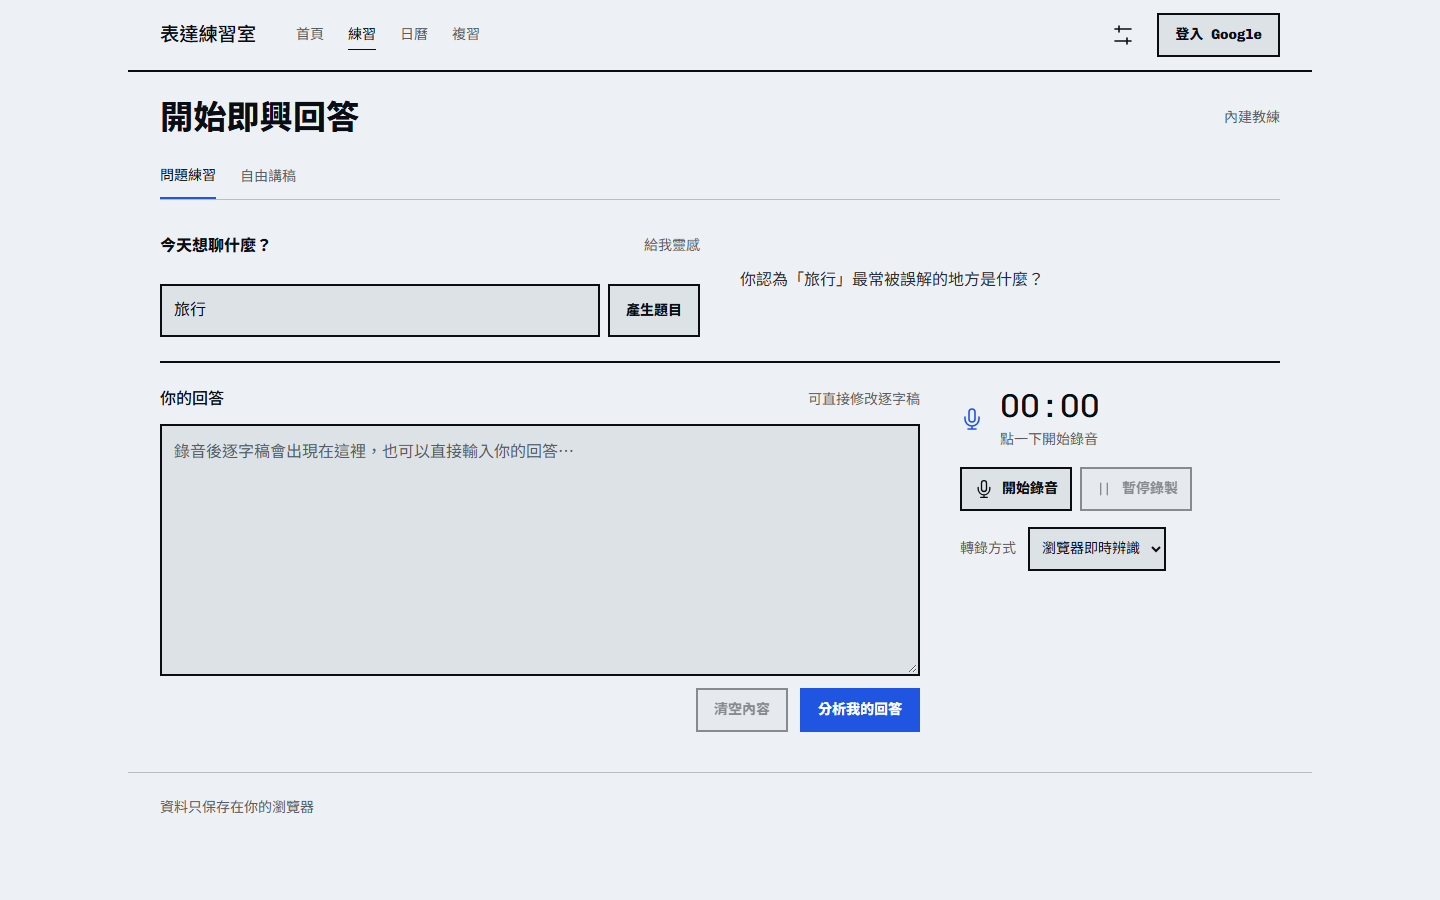 表達練習室
首頁
練習
日曆
複習
登入 Google
開始即興回答
內建教練
問題練習
自由講稿
今天想聊什麼？
給我靈感
旅行
產生題目
你認為「旅行」最常被誤解的地方是什麼？
你的回答
可直接修改逐字稿
錄音後逐字稿會出現在這裡，也可以直接輸入你的回答⋯
00:00
點一下開始錄音
開始錄音
暫停錄製
轉錄方式
瀏覽器即時辨識
清空內容
分析我的回答
資料只保存在你的瀏覽器